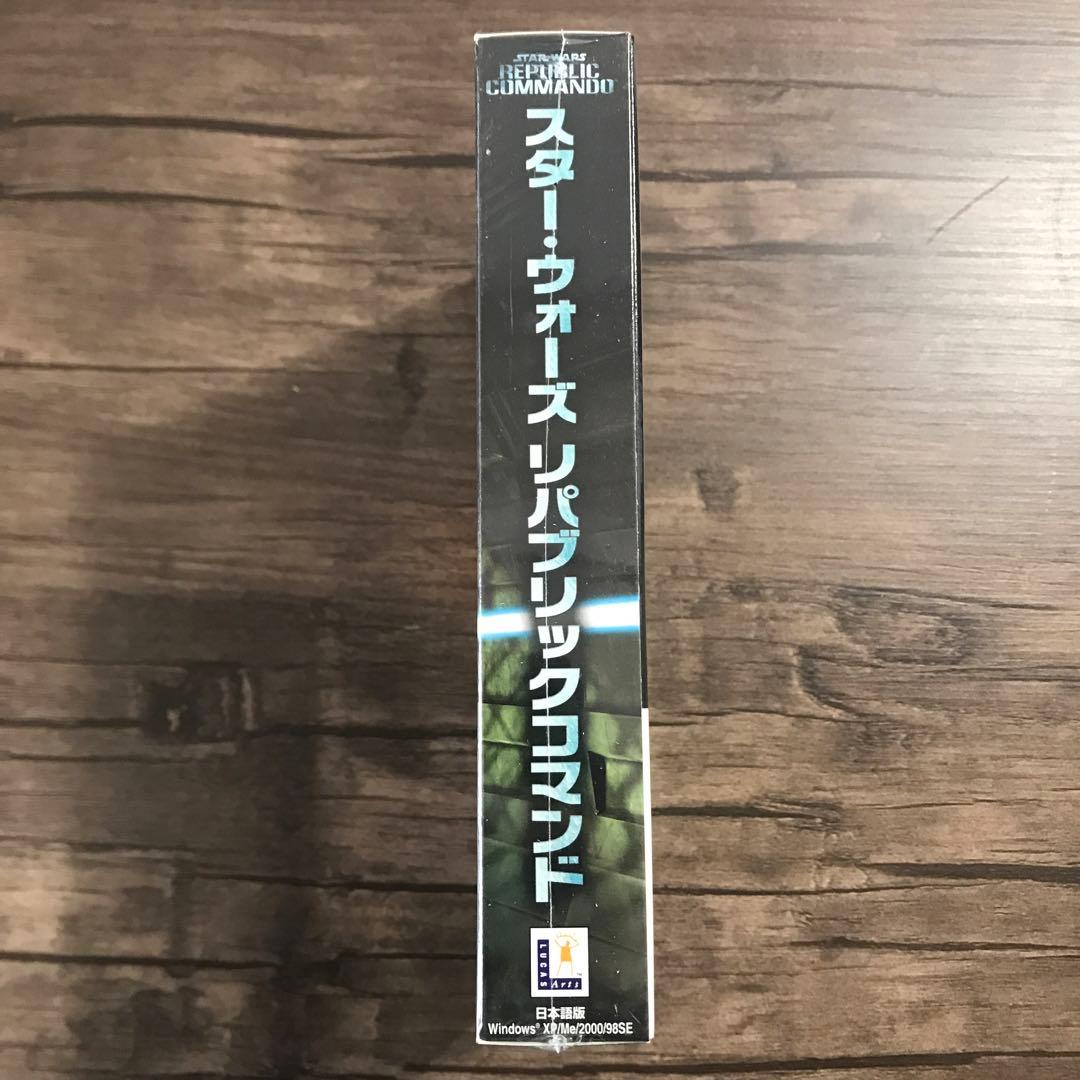 STAR WARS
REPUBLIC
COMMANDO
スター・ウォーズ リパブリックコマンド
LUCAS
Arts
日本語版
Windows® XP/Me/2000/98SE